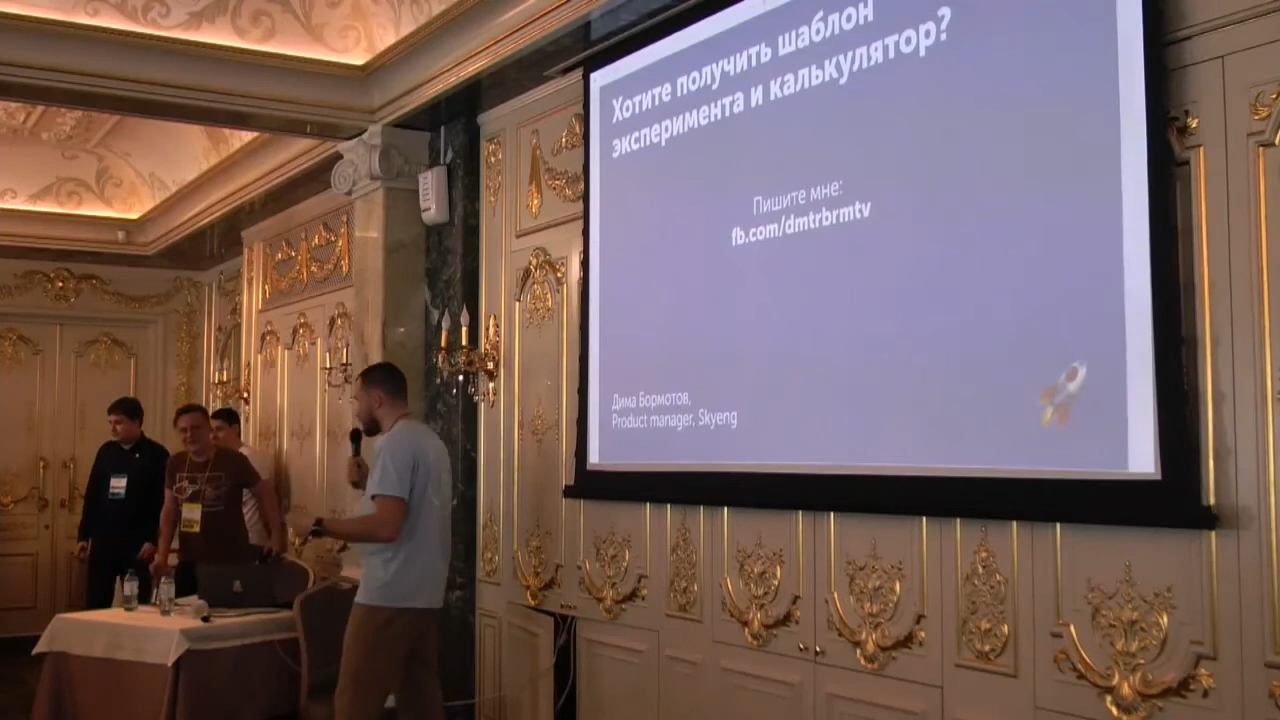 Хотите получить шаблон
эксперимента и калькулятор?
Пишите мне:
fb.com/dmtrbrmtv
Дима Бормотов,
Product manager, Skyeng